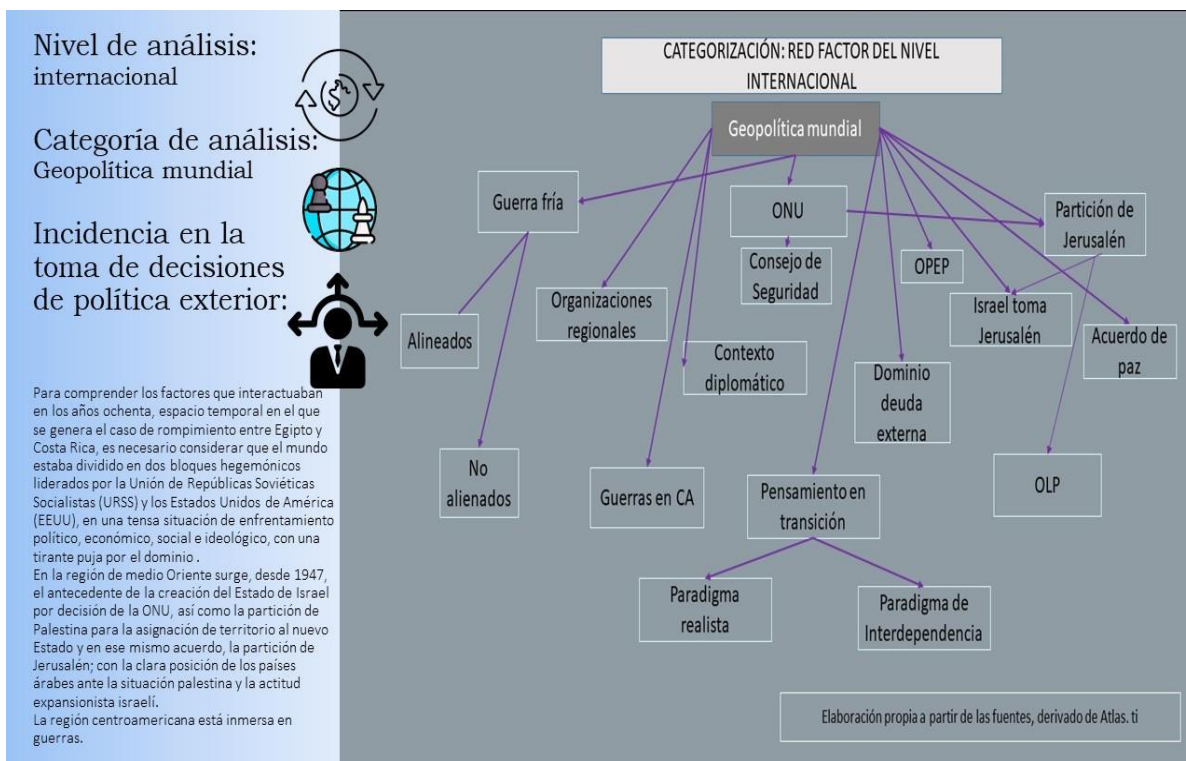 Nivel de análisis:
internacional
Categoría de análisis:
Geopolítica mundial
Incidencia en la
toma de decisiones
de política exterior:
Para comprender los factores que interactuaban
en los años ochenta, espacio temporal en el que
se genera el caso de rompimiento entre Egipto y
Costa Rica, es necesario considerar que el mundo
estaba dividido en dos bloques hegemónicos
liderados por la Unión de Repúblicas Soviéticas
Socialistas (URSS) y los Estados Unidos de América
(EEUU), en una tensa situación de enfrentamiento
político, económico, social e ideológico, con una
tirante puja por el dominio .
En la región de medio Oriente surge, desde 1947,
el antecedente de la creación del Estado de Israel
por decisión de la ONU, así como la partición de
Palestina para la asignación de territorio al nuevo
Estado y en ese mismo acuerdo, la partición de
Jerusalén; con la clara posición de los países
árabes ante la situación palestina y la actitud
expansionista israelí.
La región centroamericana está inmersa en
guerras.
CATEGORIZACIÓN: RED FACTOR DEL NIVEL
INTERNACIONAL
Geopolítica mundial
Guerra fría
ONU
Partición de
Jerusalén
Consejo de
Seguridad
OPEP
Organizaciones
regionales
Israel toma
Jerusalén
Alineados
Acuerdo de
paz
Contexto
diplomático
Dominio
deuda
externa
No
alienados
Guerras en CA
Pensamiento en
transición
OLP
Paradigma
realista
Paradigma de
Interdependencia
Elaboración propia a partir de las fuentes, derivado de Atlas. ti